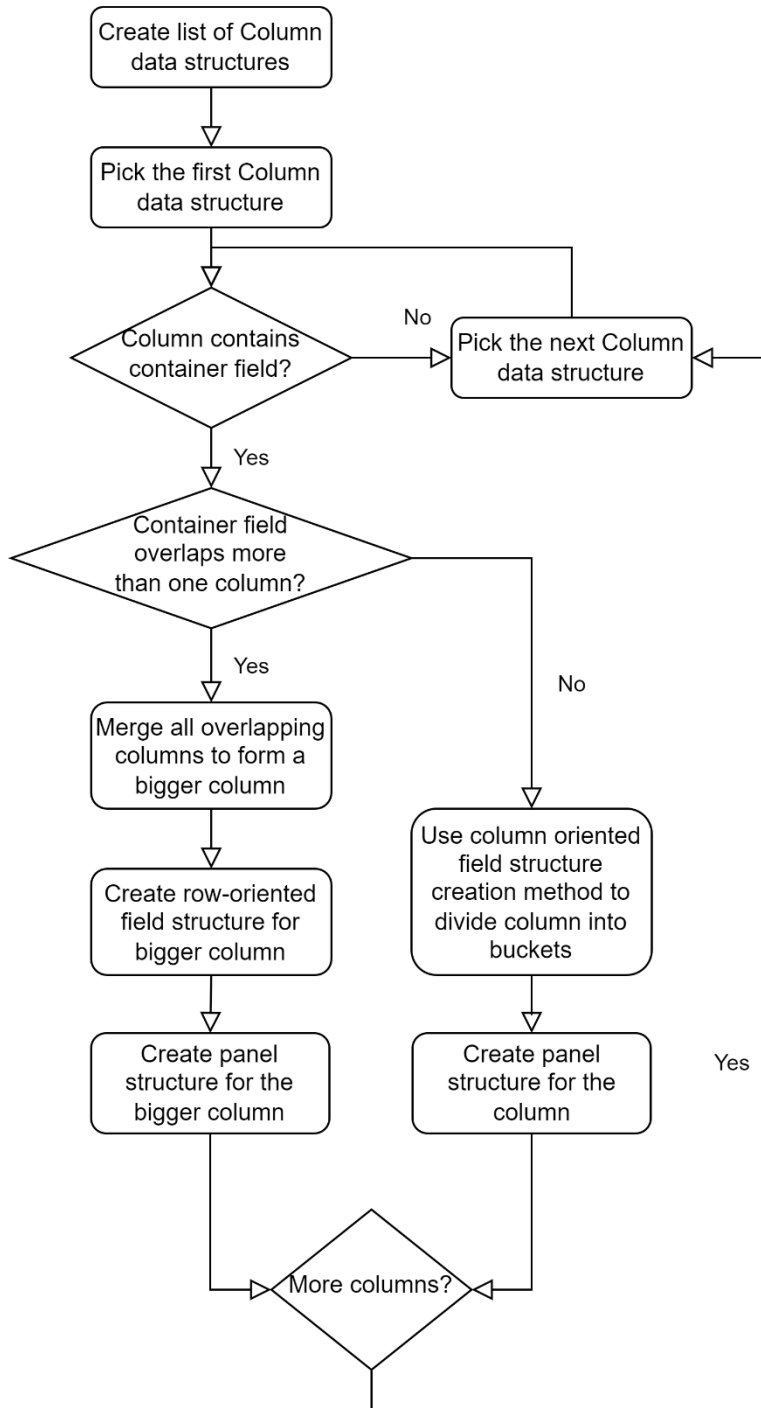 Create list of Column
data structures
Pick the first Column
data structure
Column contains
container field?
No
Pick the next Column
data structure
Yes
Container field
overlaps more
than one column?
Yes
No
Merge all overlapping
columns to form a
bigger column
Use column oriented
field structure
creation method to
divide column into
buckets
Create row-oriented
field structure for
bigger column
Create panel
structure for the
bigger column
Create panel
structure for the
column
Yes
More columns?